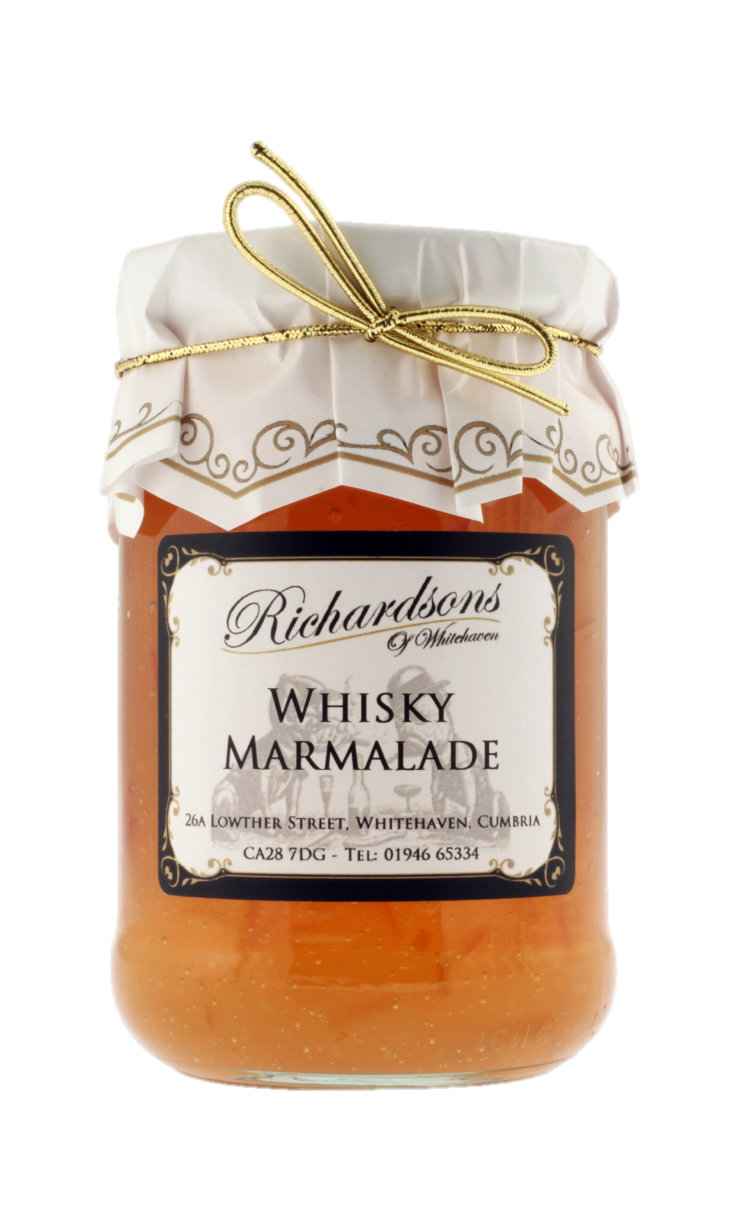 Richardsons
Of Whitehaven
WHISKY
MARMALADE
26A LOWTHER STREET, WHITEHAVEN, CUMBRIA
CA28 7DG - TEL: 01946 65334